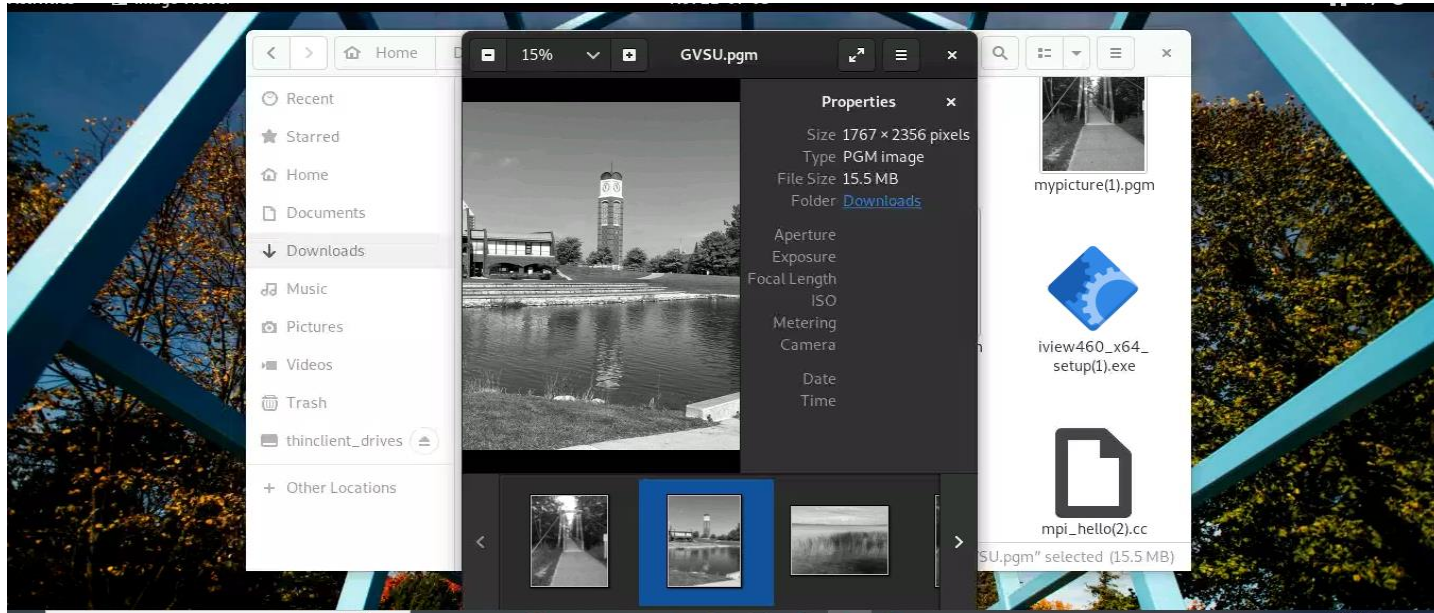 Home
15%
GVSU.pgm
Recent
Starred
Home
Documents
Downloads
Music
Pictures
Videos
Trash
thinclient_drives
+ Other Locations
Properties
Size 1767 × 2356 pixels
Type PGM image
File Size 15.5 MB
Folder Downloads
Aperture
Exposure
Focal Length
ISO
Metering
Camera
Date
Time
mypicture(1).pgm
iview460_x64_
setup(1).exe
mpi_hello(2).cc
SU.pgm" selected (15.5 MB)